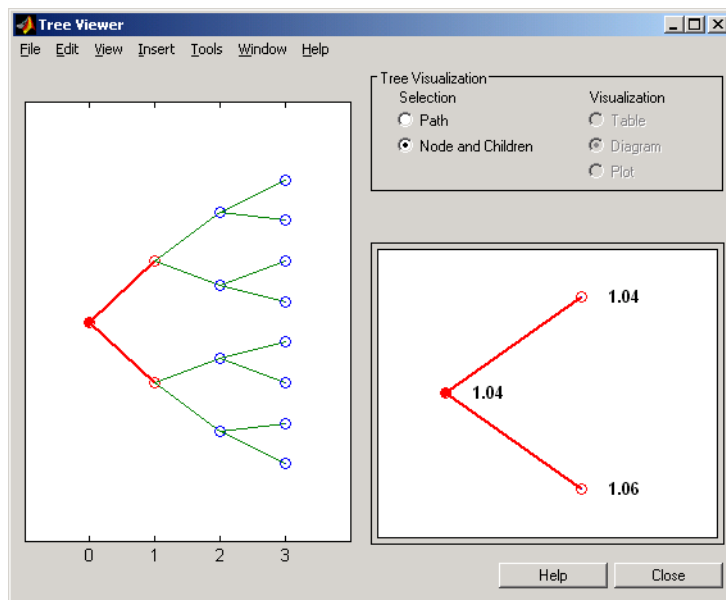 Tree Viewer
File Edit View Insert Tools Window Help
Tree Visualization
Selection Visualization
Path Table
Node and Children Diagram
Plot
1.04
1.04
1.06
0 1 2 3
Help Close